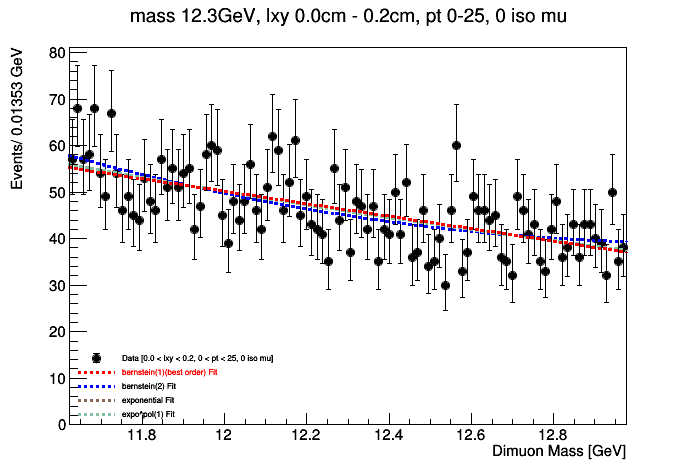 mass 12.3GeV, lxy 0.0cm - 0.2cm, pt 0-25, 0 iso mu
Events/ 0.01353 GeV
80
70
60
50
40
30
20
10
0
Data [0.0 < lxy < 0.2, 0 < pt < 25, 0 iso mu]
bernstein(1)(best order) Fit
bernstein(2) Fit
exponential Fit
expo*pol(1) Fit
11.8 12 12.2 12.4 12.6 12.8
Dimuon Mass [GeV]